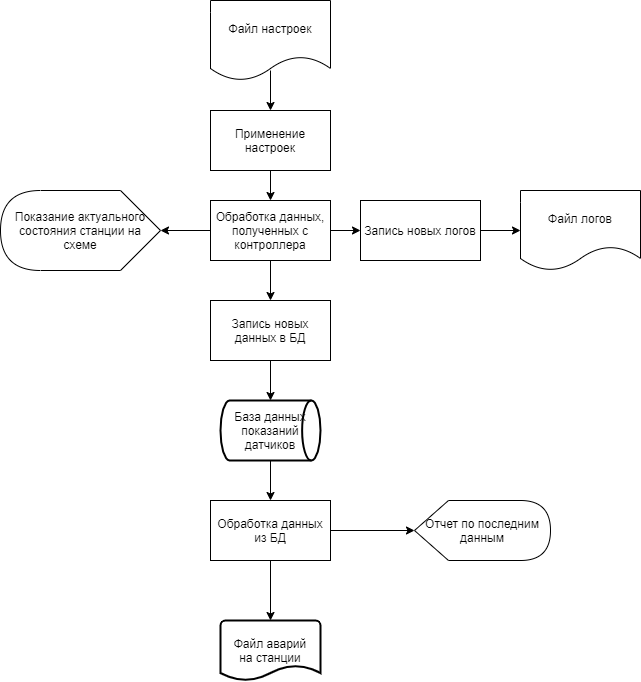 Файл настроек
Применение
настроек
Показание актуального
состояния станции на
схеме
Обработка данных,
полученных с
контроллера
Запись новых логов
Файл логов
Запись новых
данных в БД
База данных
показаний
датчиков
Обработка данных
из БД
Отчет по последним
данным
Файл аварий
на станции